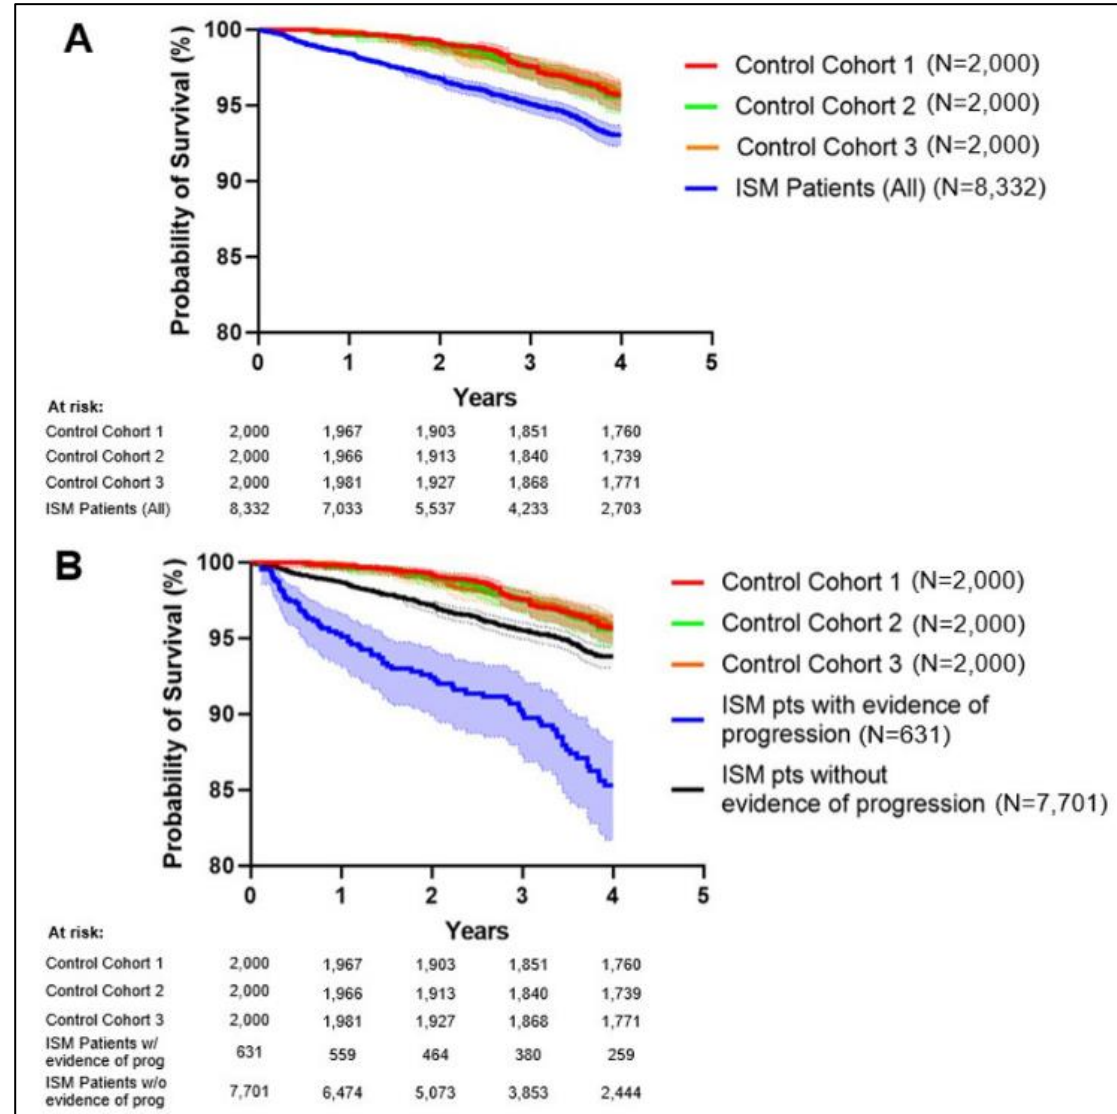 A
Probability of Survival (%)
100
95
90
85
80
0 1 2 3 4 5
Years
Control Cohort 1 (N=2,000)
Control Cohort 2 (N=2,000)
Control Cohort 3 (N=2,000)
ISM Patients (All) (N=8,332)
At risk:
Control Cohort 1 2,000 1,967 1,903 1,851 1,760
Control Cohort 2 2,000 1,966 1,913 1,840 1,739
Control Cohort 3 2,000 1,981 1,927 1,868 1,771
ISM Patients (All) 8,332 7,033 5,537 4,233 2,703
B
Probability of Survival (%)
100
95
90
85
80
0 1 2 3 4 5
Years
Control Cohort 1 (N=2,000)
Control Cohort 2 (N=2,000)
Control Cohort 3 (N=2,000)
ISM pts with evidence of
progression (N=631)
ISM pts without
evidence of progression (N=7,701)
At risk:
Control Cohort 1 2,000 1,967 1,903 1,851 1,760
Control Cohort 2 2,000 1,966 1,913 1,840 1,739
Control Cohort 3 2,000 1,981 1,927 1,868 1,771
ISM Patients w/
evidence of prog 631 559 464 380 259
ISM Patients w/o
evidence of prog 7,701 6,474 5,073 3,853 2,444